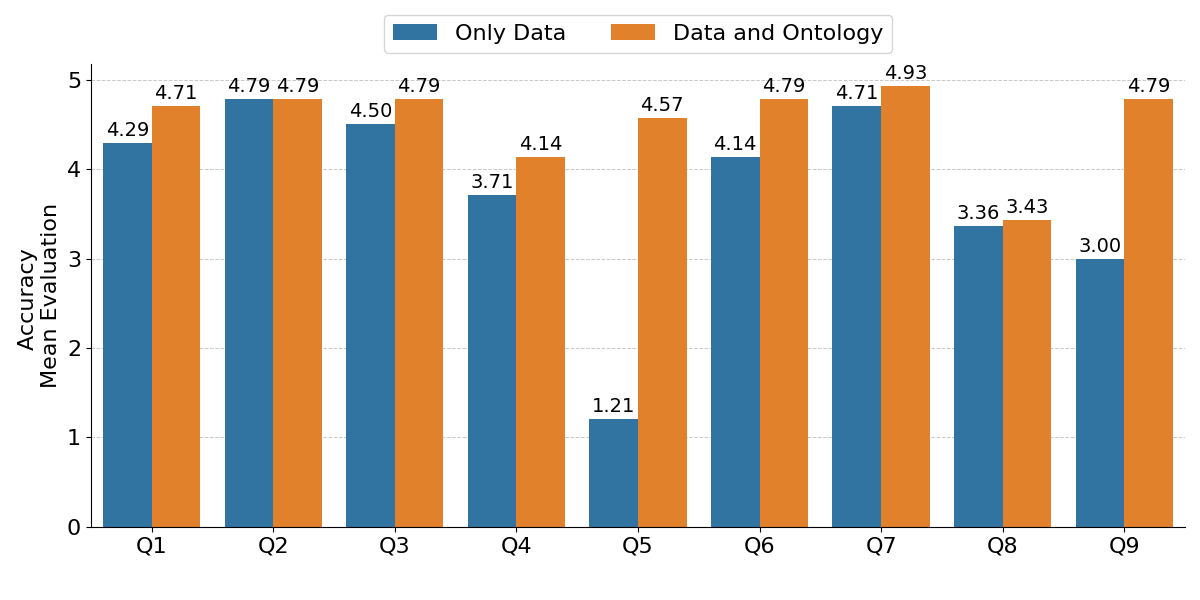 Only Data
Data and Ontology
Accuracy
Mean Evaluation
5
4
3
2
1
0
4.29
4.71
4.79
4.79
4.50
4.79
3.71
4.14
1.21
4.57
4.14
4.79
4.71
4.93
3.36
3.43
3.00
4.79
Q1
Q2
Q3
Q4
Q5
Q6
Q7
Q8
Q9